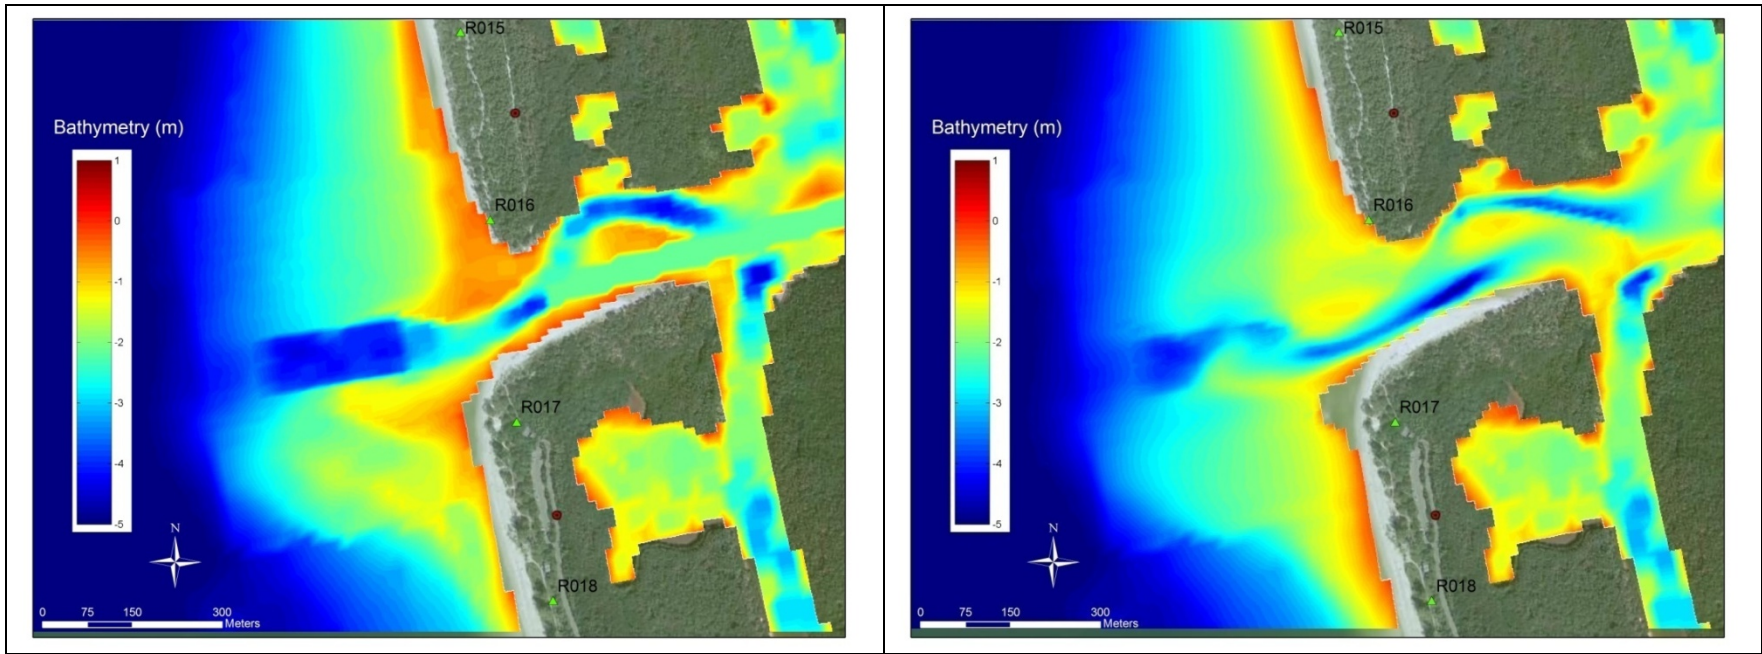 R015
Bathymetry (m)
1
0
-1
-2
-3
-4
-5
R016
R017
R018
N
0 75 150 300
Meters
R015
Bathymetry (m)
1
0
-1
-2
-3
-4
-5
R016
R017
R018
N
0 75 150 300
Meters